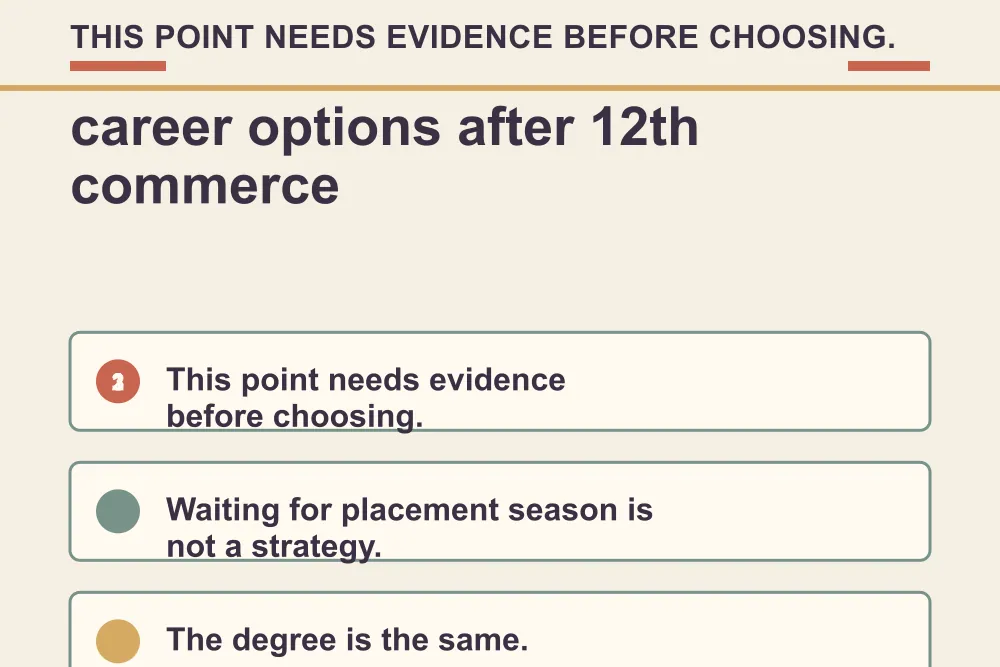 THIS POINT NEEDS EVIDENCE BEFORE CHOOSING.
career options after 12th
commerce
This point needs evidence
before choosing.
Waiting for placement season is
not a strategy.
The degree is the same.